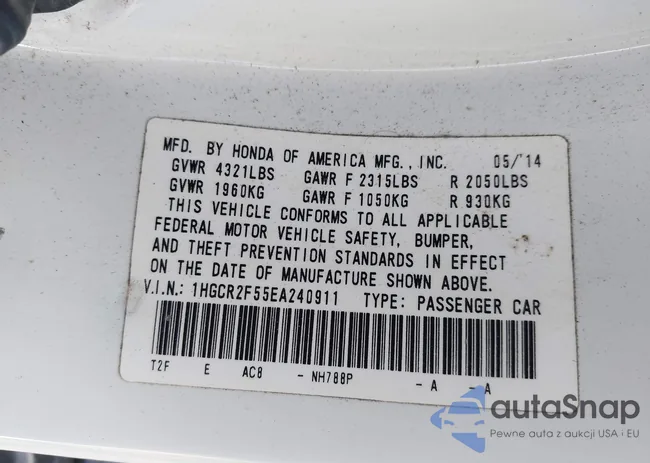 MFD. BY HONDA OF AMERICA MFG., INC. 05/'14
GVWR 4321LBS GAWR F 2315LBS R 2050LBS
GVWR 1960KG GAWR F 1050KG R 930KG
THIS VEHICLE CONFORMS TO ALL APPLICABLE
FEDERAL MOTOR VEHICLE SAFETY, BUMPER,
AND THEFT PREVENTION STANDARDS IN EFFECT
ON THE DATE OF MANUFACTURE SHOWN ABOVE.
V.I.N.: 1HGCR2F55EA240911 TYPE: PASSENGER CAR
T2F E AC8 - NH788P - A - A
autoSnap
Pewne auta z aukcji USA i EU